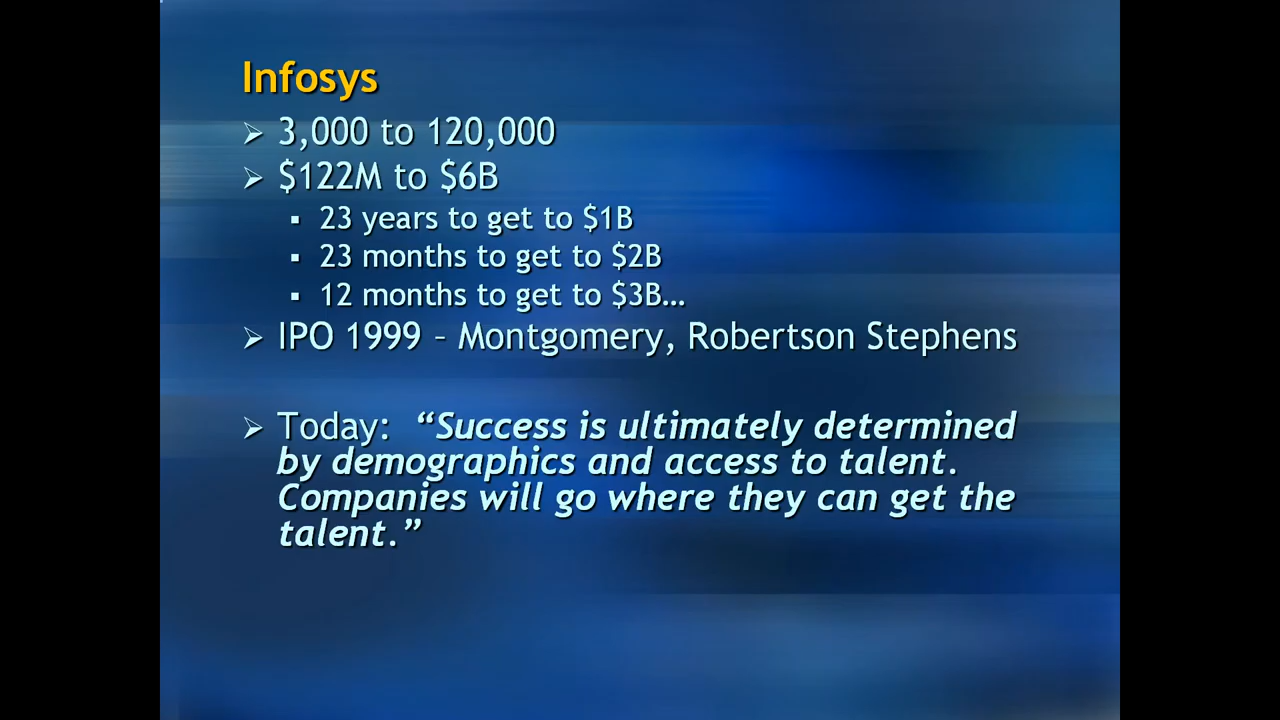 Infosys
➢ 3,000 to 120,000
➢ $122M to $6B
▪ 23 years to get to $1B
▪ 23 months to get to $2B
▪ 12 months to get to $3B…
➢ IPO 1999 – Montgomery, Robertson Stephens
➢ Today: “Success is ultimately determined
by demographics and access to talent.
Companies will go where they can get the
talent.”